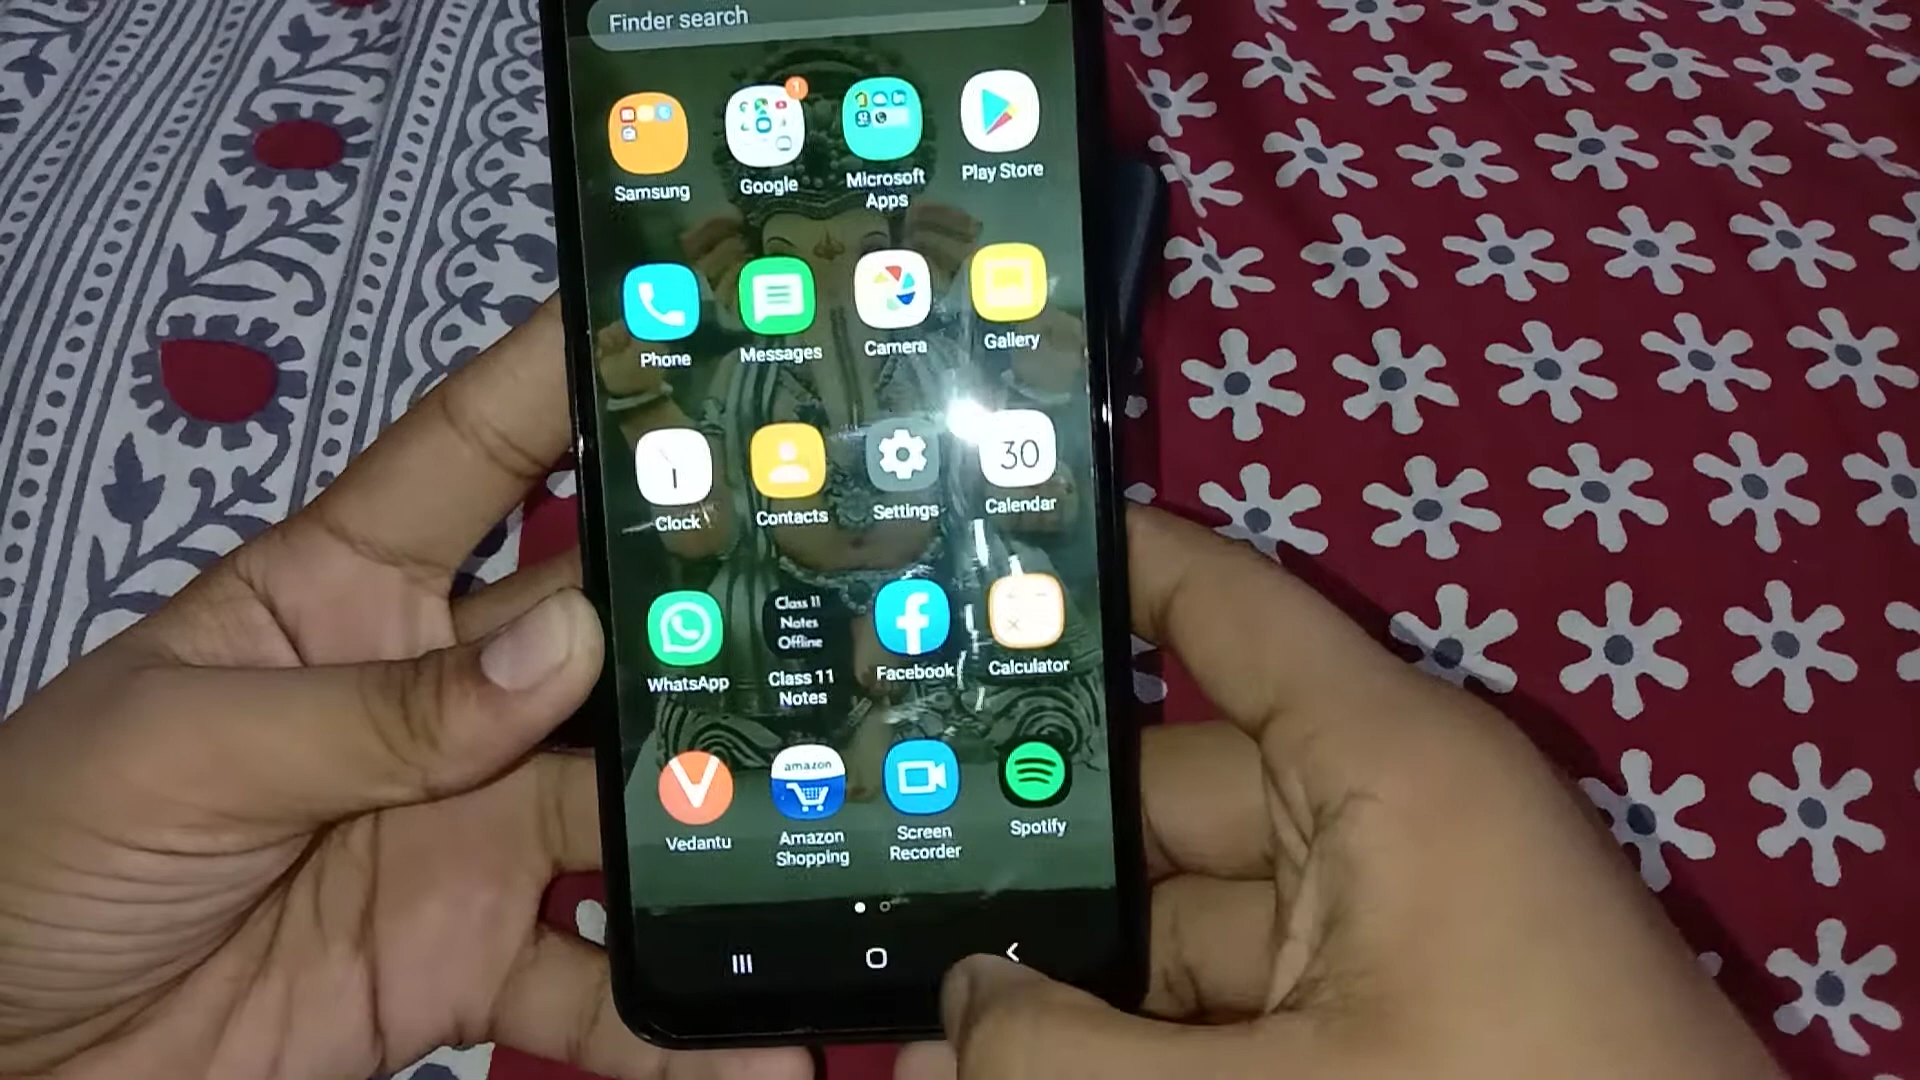 Finder search
1
Samsung
Google
Microsoft
Apps
Play Store
Phone
Messages
Camera
Gallery
30
Clock
Contacts
Settings
Calendar
Class 11
Notes
Offline
WhatsApp
Class 11
Notes
Facebook
Calculator
amazon
Vedantu
Amazon
Shopping
Screen
Recorder
Spotify